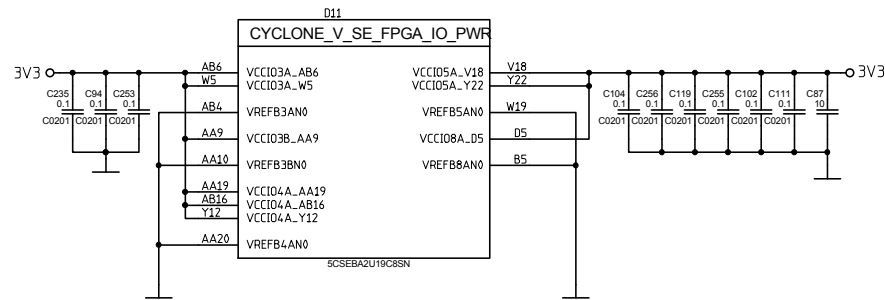 D11
CYCLONE_V_SE_FPGA_IO_PWR
3V3
AB6
W5
AB4
AA9
AA10
AA19
AB16
Y12
AA20
VCCIO3A_AB6
VCCIO3A_W5
VREFB3AN0
VCCIO3B_AA9
VREFB3BN0
VCCIO4A_AA19
VCCIO4A_AB16
VCCIO4A_Y12
VREFB4AN0
VCCIO5A_V18
VCCIO5A_Y22
VREFB5AN0
VCCIO8A_D5
VREFB8AN0
V18
Y22
W19
D5
B5
3V3
C235
0.1
C0201
C94
0.1
C0201
C253
0.1
C0201
C104
0.1
C0201
C256
0.1
C0201
C119
0.1
C0201
C255
0.1
C0201
C102
0.1
C0201
C111
0.1
C0201
C87
10
5CSEBA2U19C8SN